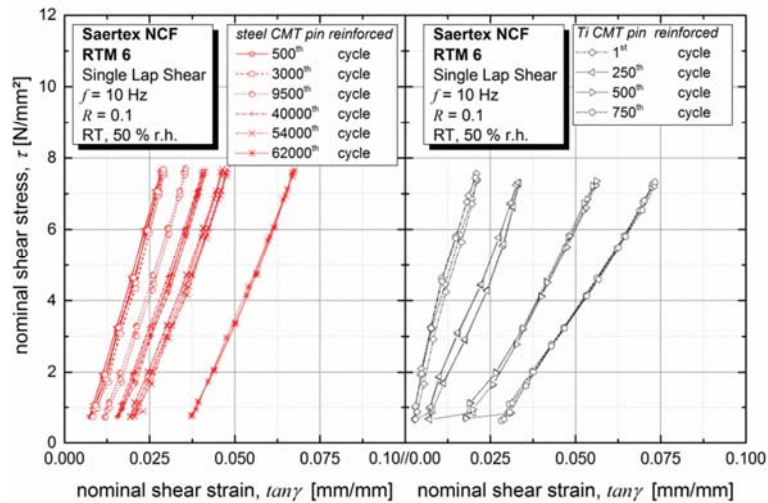 nominal shear stress, τ [N/mm²]
12
10
8
6
4
2
0
Saertex NCF
RTM 6
Single Lap Shear
f = 10 Hz
R = 0.1
RT, 50 % r.h.
steel CMT pin reinforced
500th cycle
3000th cycle
9500th cycle
40000th cycle
54000th cycle
62000th cycle
0.000 0.025 0.050 0.075 0.100
nominal shear strain, tanγ [mm/mm]
Saertex NCF
RTM 6
Single Lap Shear
f = 10 Hz
R = 0.1
RT, 50 % r.h.
Ti CMT pin reinforced
1st cycle
250th cycle
500th cycle
750th cycle
//0.000 0.025 0.050 0.075 0.100
nominal shear strain, tanγ [mm/mm]